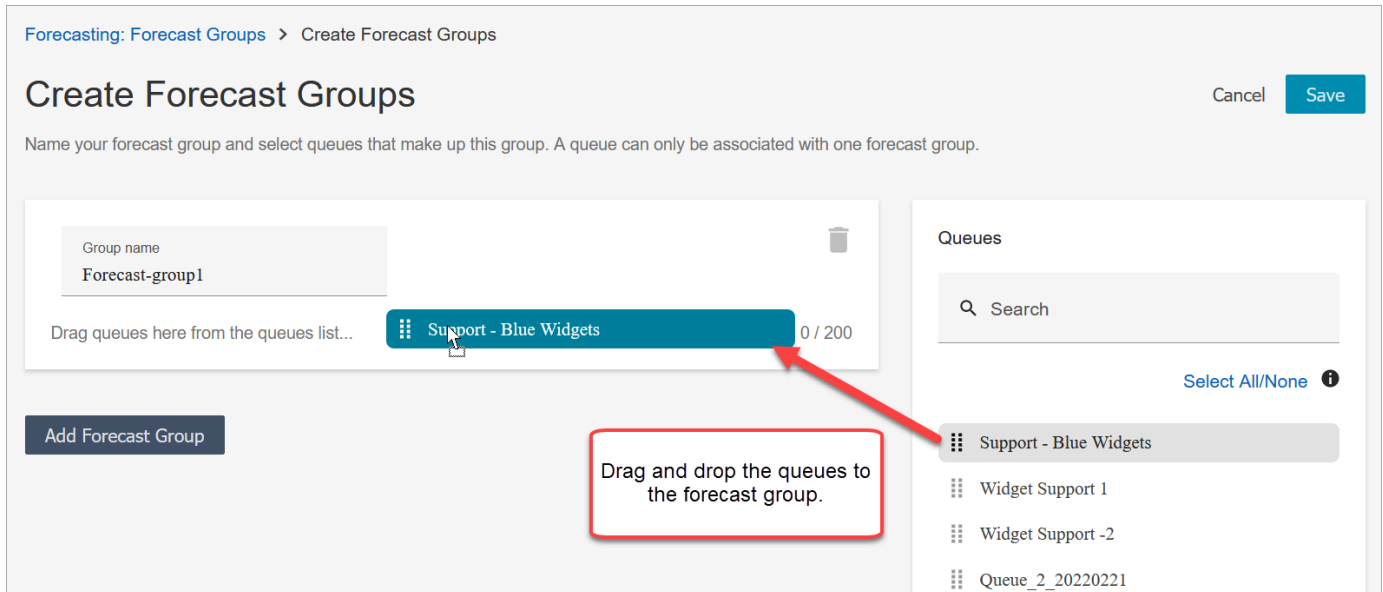 Forecasting: Forecast Groups > Create Forecast Groups
Create Forecast Groups
Cancel
Save
Name your forecast group and select queues that make up this group. A queue can only be associated with one forecast group.
Group name
Forecast-group1
Drag queues here from the queues list...
Support - Blue Widgets
0 / 200
Add Forecast Group
Drag and drop the queues to
the forecast group.
Queues
Search
Select All/None
Support - Blue Widgets
Widget Support 1
Widget Support -2
Queue_2_20220221